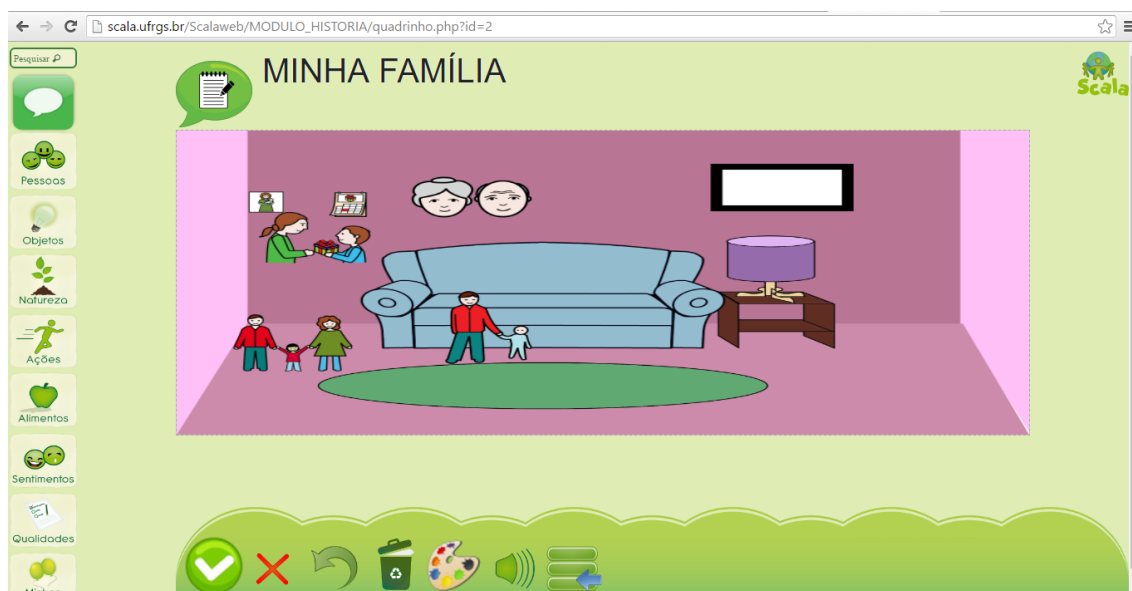 scala.ufrgs.br/Scalaweb/MODULO_HISTORIA/quadrinho.php?id=2
Pesquisar
MINHA FAMÍLIA
Scala
Pessoas
Objetos
Natureza
Ações
Alimentos
Sentimentos
Qualidades